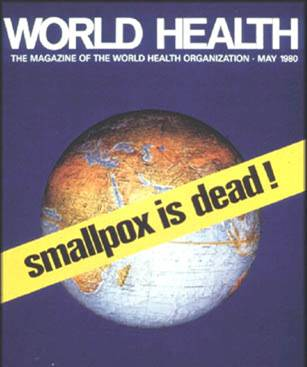 WORLD HEALTH
THE MAGAZINE OF THE WORLD HEALTH ORGANIZATION · MAY 1980
smallpox is dead!